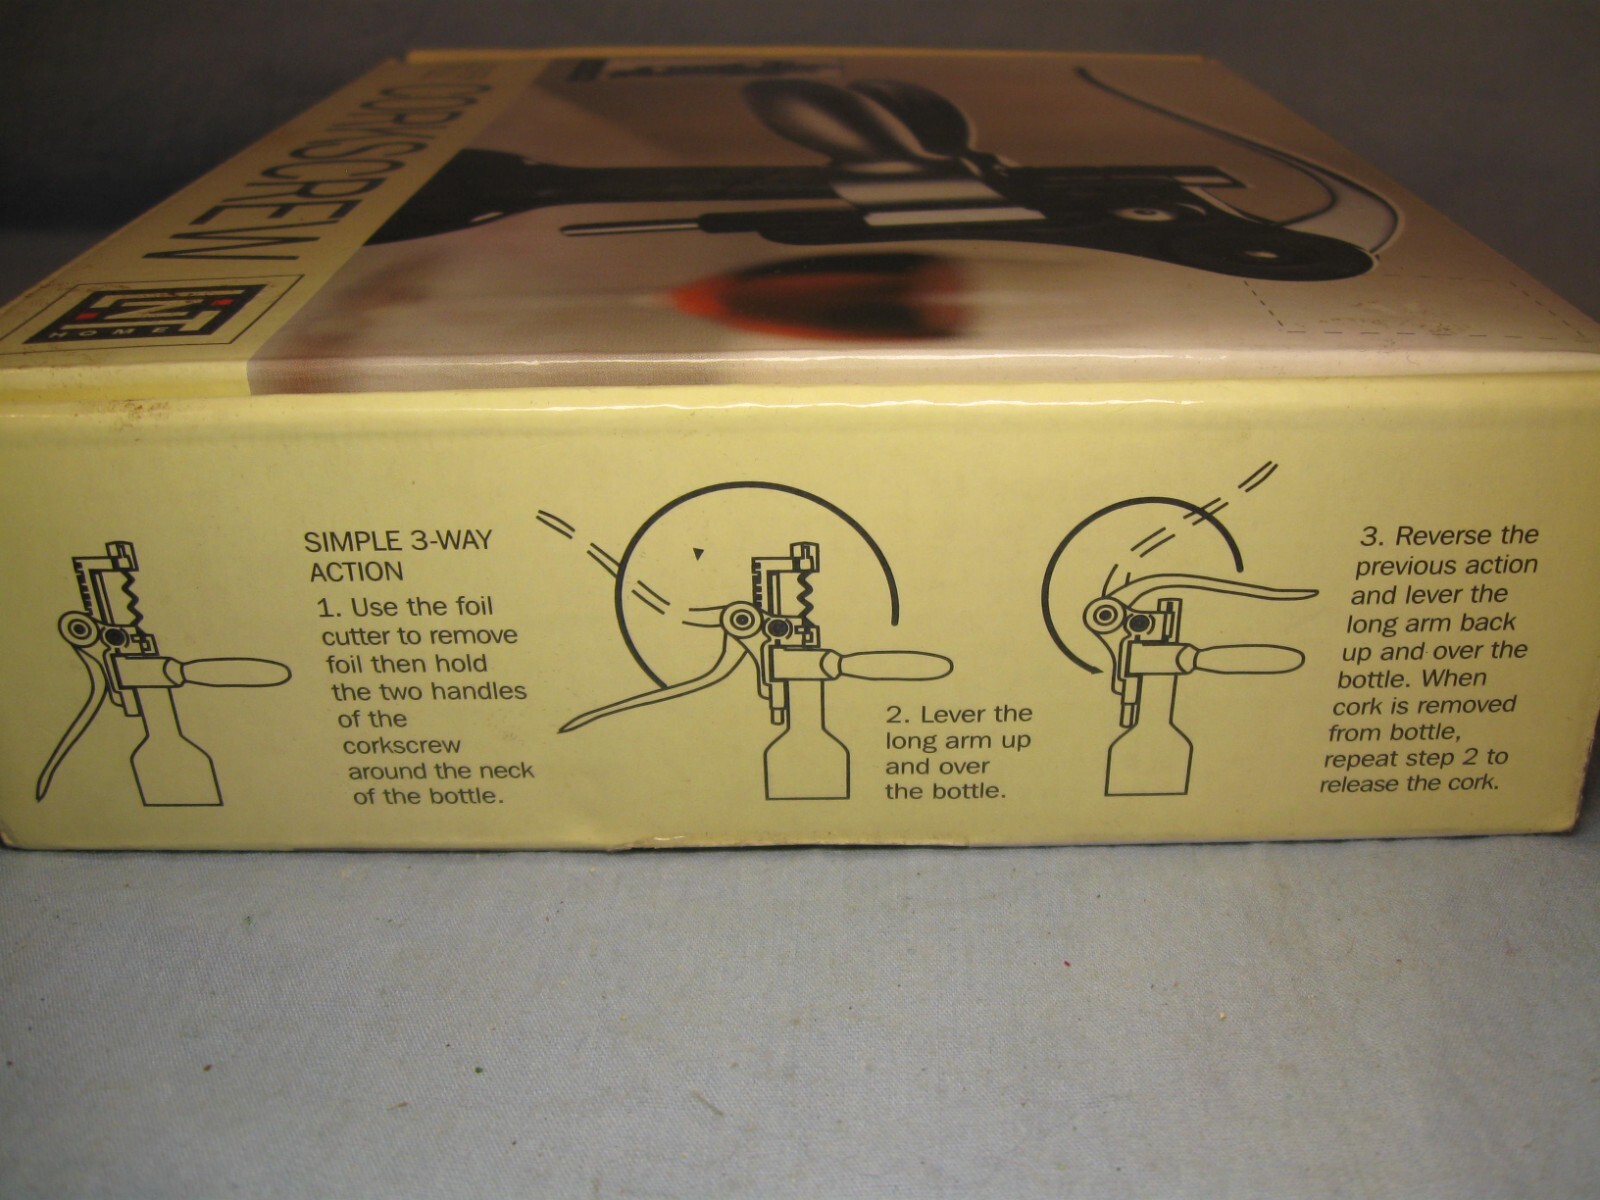 CORKSCREW
HOME
SIMPLE 3-WAY
ACTION
1. Use the foil
cutter to remove
foil then hold
the two handles
of the
corkscrew
around the neck
of the bottle.
2. Lever the
long arm up
and over
the bottle.
3. Reverse the
previous action
and lever the
long arm back
up and over the
bottle. When
cork is removed
from bottle,
repeat step 2 to
release the cork.